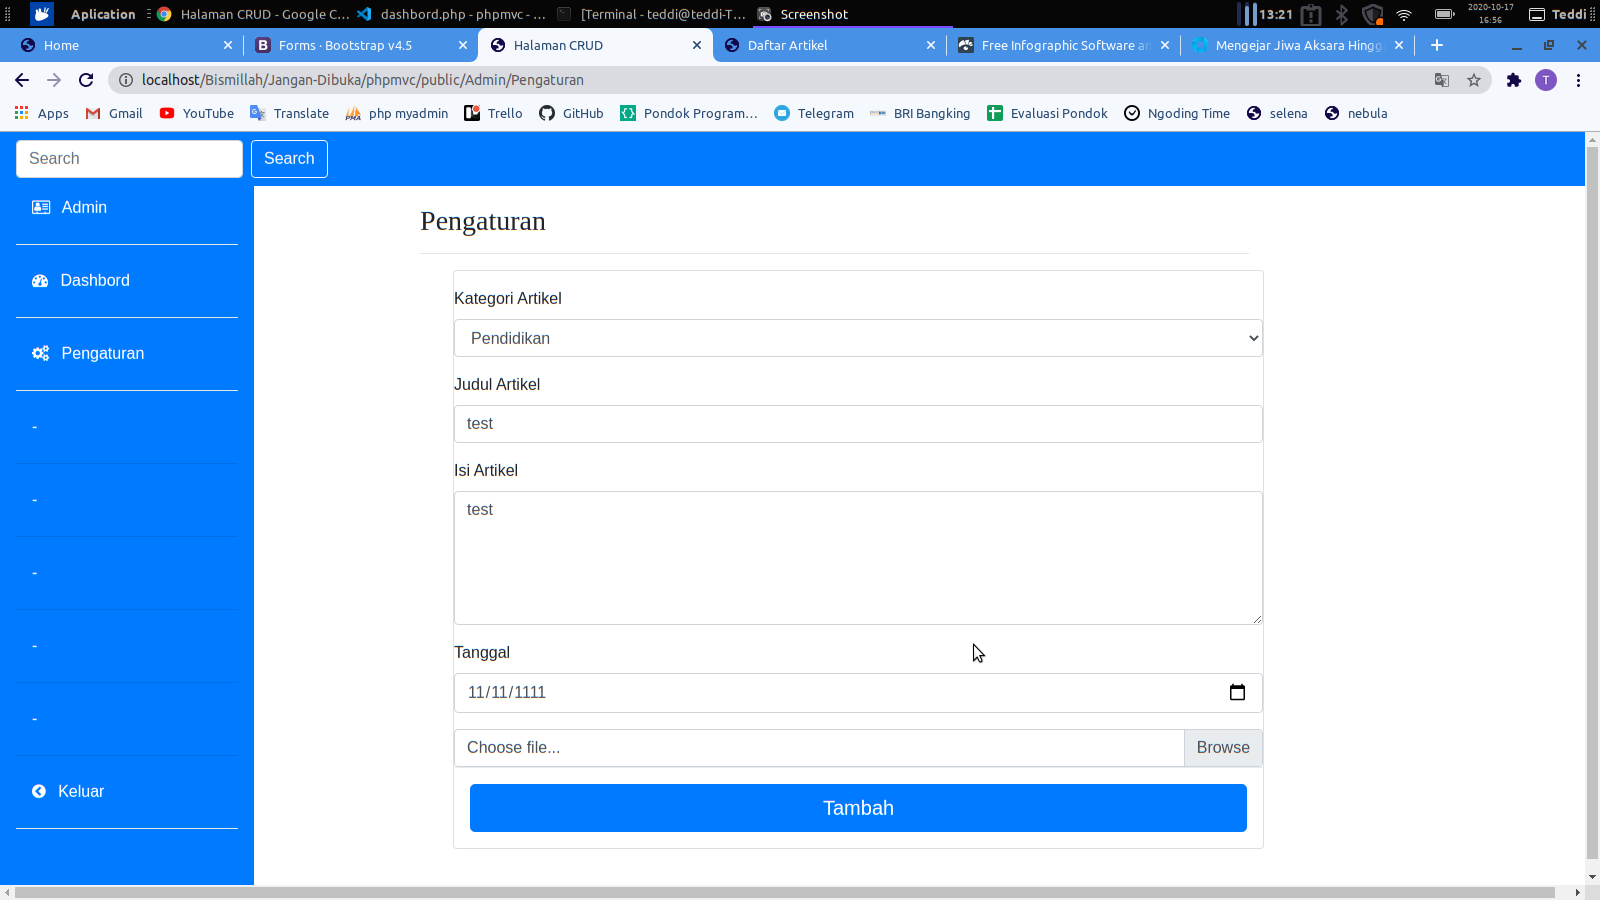 Aplication
Halaman CRUD - Google C...
dashbord.php - phpmvc - ...
[Terminal - teddi@teddi-T...
Screenshot
13:21
2020-10-17
16:56
Teddi
Home
Forms · Bootstrap v4.5
Halaman CRUD
Daftar Artikel
Free Infographic Software an
Mengejar Jiwa Aksara Hingg
localhost/Bismillah/Jangan-Dibuka/phpmvc/public/Admin/Pengaturan
T
Apps
Gmail
YouTube
Translate
php myadmin
Trello
GitHub
Pondok Program...
Telegram
BRI Bangking
Evaluasi Pondok
Ngoding Time
selena
nebula
Search
Search
Admin
Dashbord
Pengaturan
-
-
-
-
-
Keluar
Pengaturan
Kategori Artikel
Pendidikan
Judul Artikel
test
Isi Artikel
test
Tanggal
11/11/1111
Choose file...
Browse
Tambah